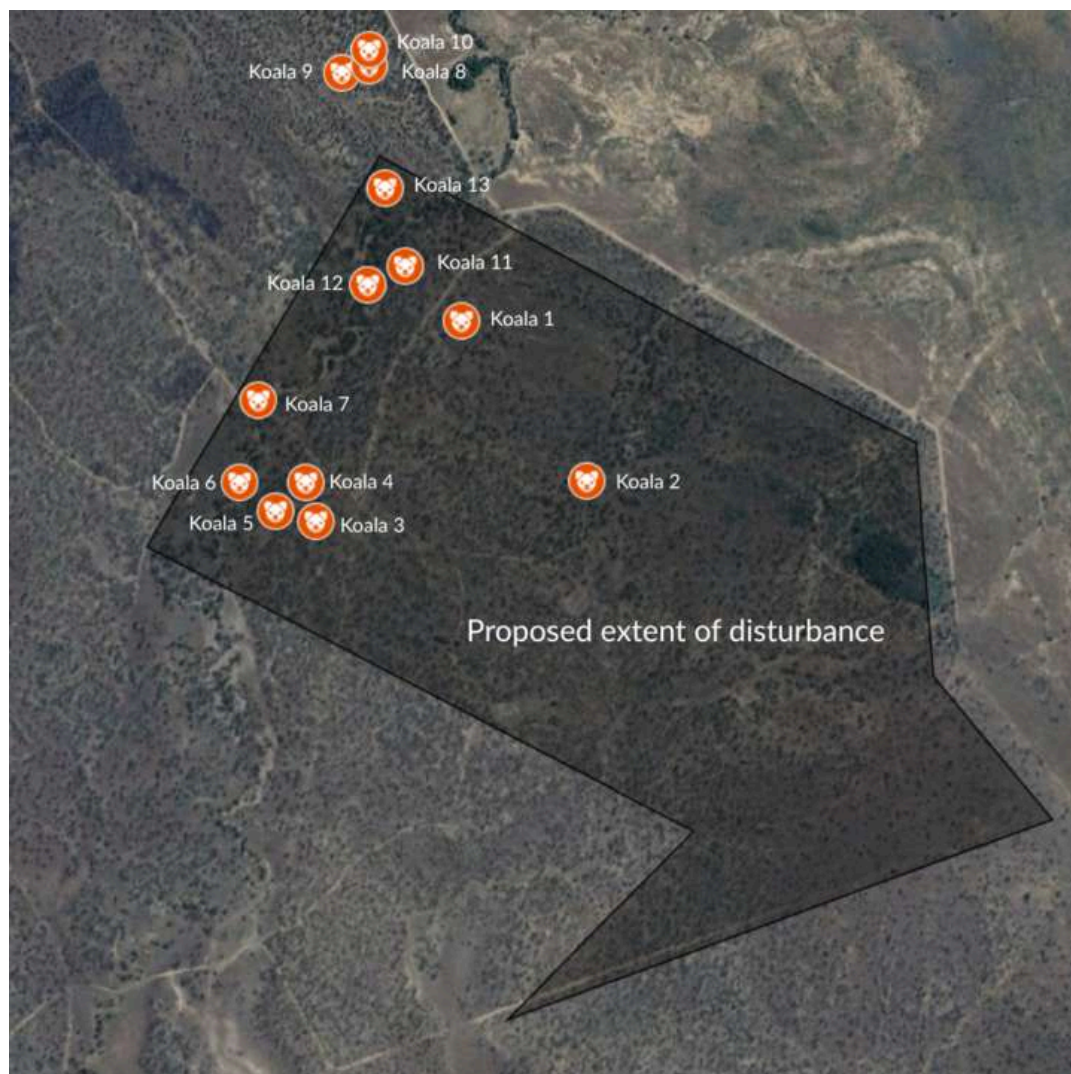 Koala 10
Koala 9
Koala 8
Koala 13
Koala 11
Koala 12
Koala 1
Koala 7
Koala 6
Koala 4
Koala 2
Koala 5
Koala 3
Proposed extent of disturbance